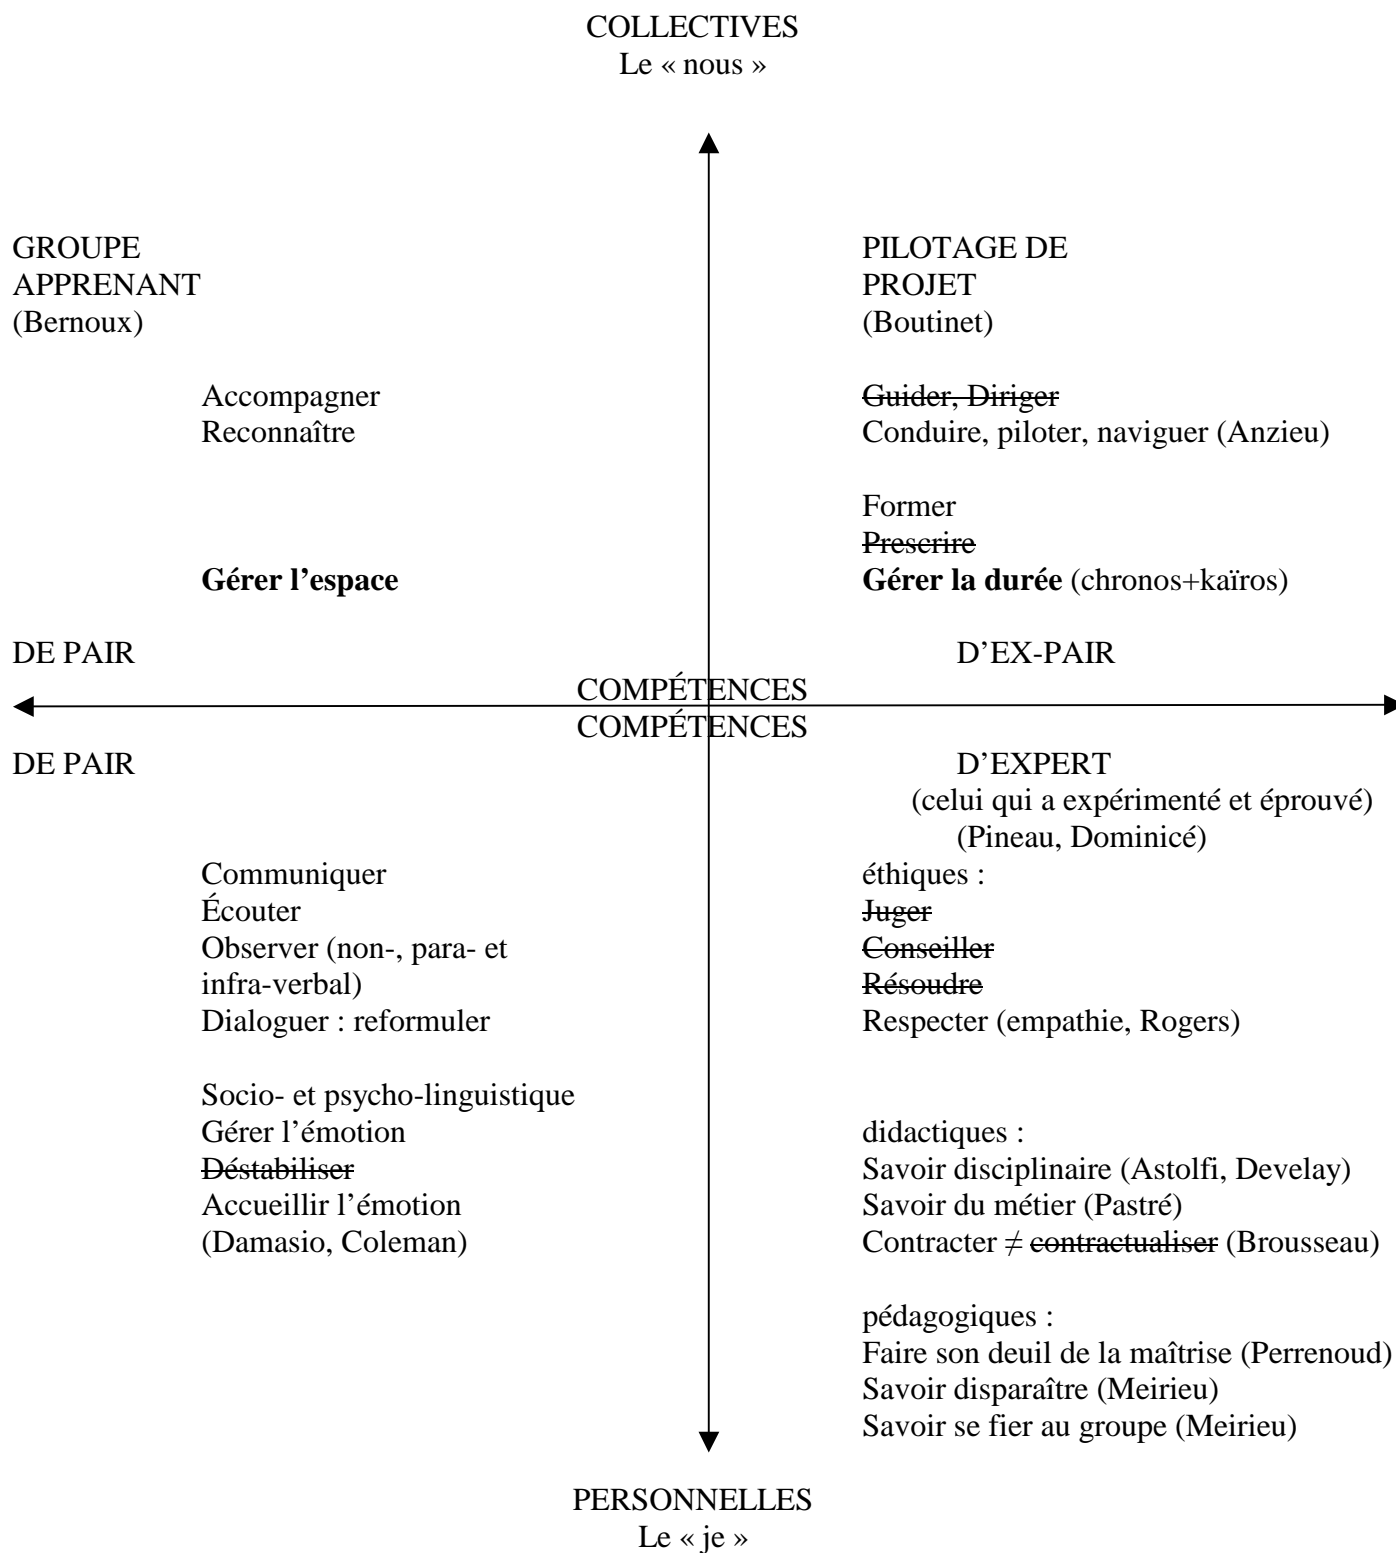 COLLECTIVES
Le « nous »
GROUPE
APPRENANT
(Bernoux)
PILOTAGE DE
PROJET
(Boutinet)
Accompagner
Reconnaître
Guider, Diriger
Conduire, piloter, naviguer (Anzieu)
Former
Prescrire
Gérer l’espace
Gérer la durée (chronos+kaïros)
DE PAIR
D’EX-PAIR
COMPÉTENCES
COMPÉTENCES
DE PAIR
D’EXPERT
(celui qui a expérimenté et éprouvé)
(Pineau, Dominicé)
Communiquer
Écouter
Observer (non-, para- et
infra-verbal)
Dialoguer : reformuler
Socio- et psycho-linguistique
Gérer l’émotion
Déstabiliser
Accueillir l’émotion
(Damasio, Coleman)
éthiques :
Juger
Conseiller
Résoudre
Respecter (empathie, Rogers)
didactiques :
Savoir disciplinaire (Astolfi, Develay)
Savoir du métier (Pastré)
Contracter ≠ contractualiser (Brousseau)
pédagogiques :
Faire son deuil de la maîtrise (Perrenoud)
Savoir disparaître (Meirieu)
Savoir se fier au groupe (Meirieu)
PERSONNELLES
Le « je »